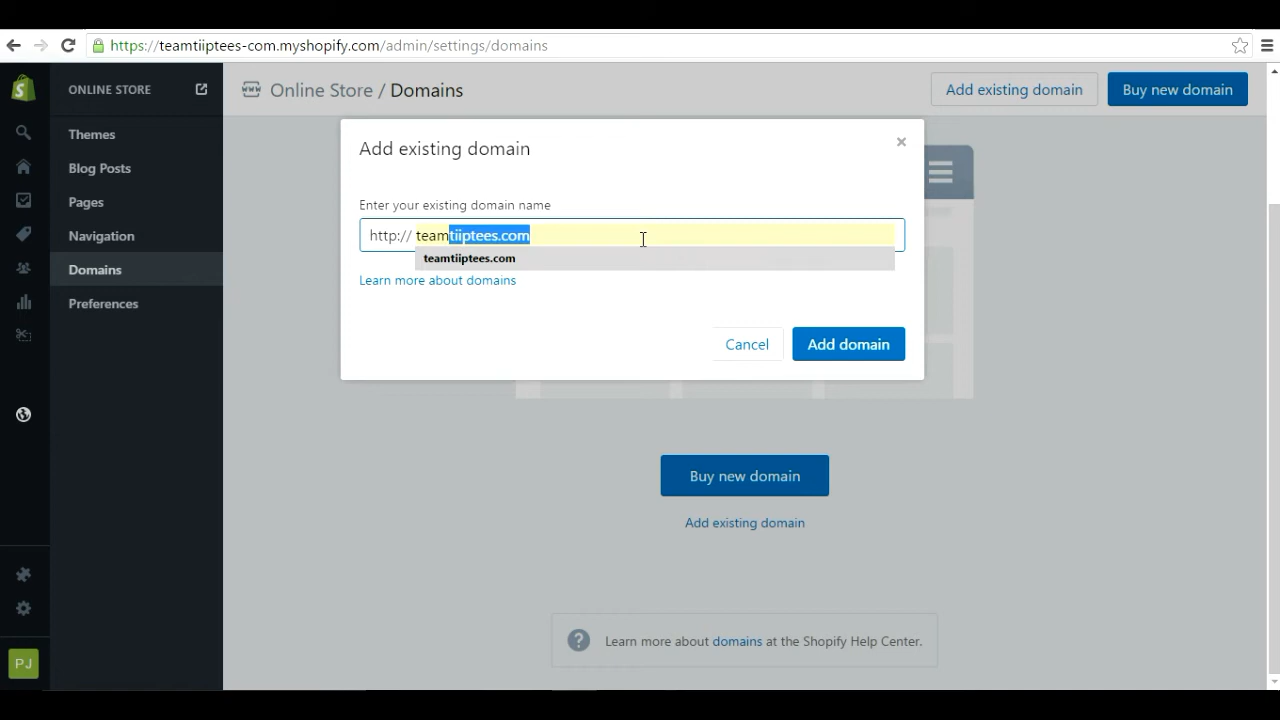 https://teamtiiptees-com.myshopify.com/admin/settings/domains
ONLINE STORE
Themes
Blog Posts
Pages
Navigation
Domains
Preferences
PJ
Online Store / Domains
Add existing domain
Buy new domain
Add existing domain
×
Enter your existing domain name
http:// teamtiiptees.com
teamtiiptees.com
Learn more about domains
Cancel
Add domain
Buy new domain
Add existing domain
? Learn more about domains at the Shopify Help Center.